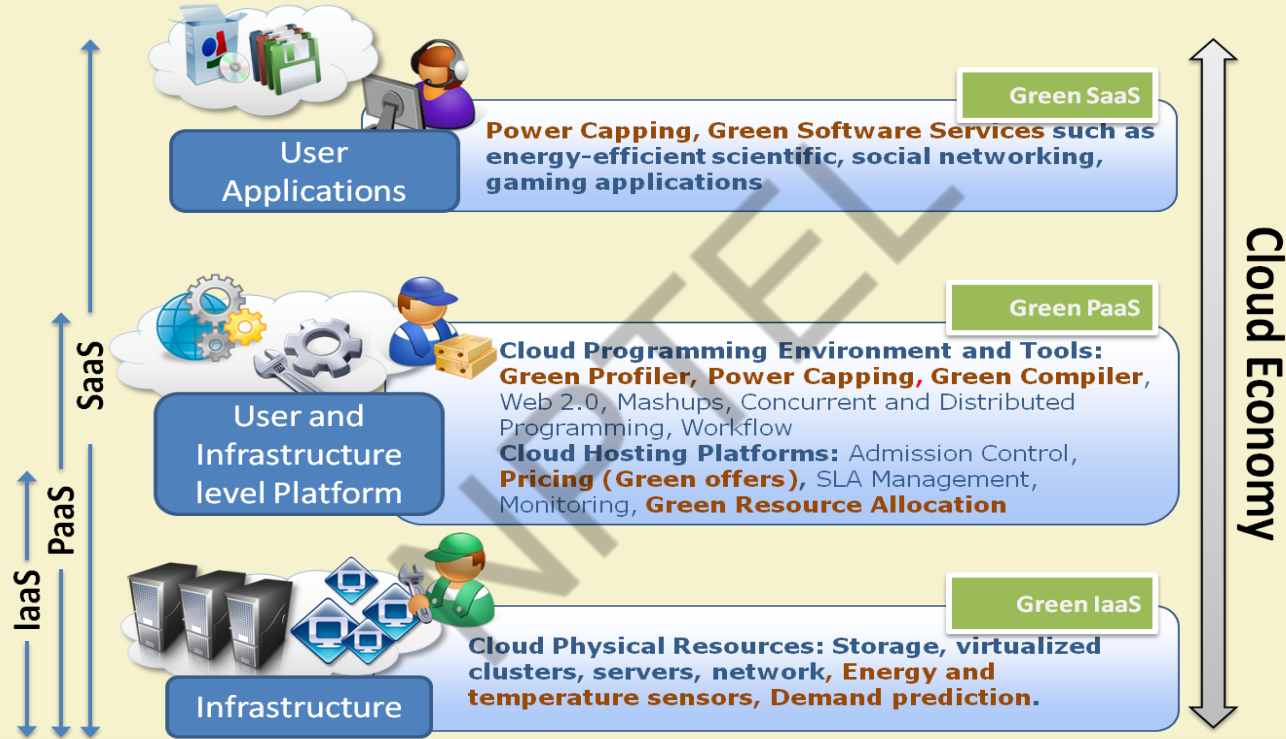 Green SaaS
Power Capping, Green Software Services such as
energy-efficient scientific, social networking,
gaming applications
User
Applications
Green PaaS
Cloud Programming Environment and Tools:
Green Profiler, Power Capping, Green Compiler,
Web 2.0, Mashups, Concurrent and Distributed
Programming, Workflow
Cloud Hosting Platforms: Admission Control,
Pricing (Green offers), SLA Management,
Monitoring, Green Resource Allocation
User and
Infrastructure
level Platform
Green IaaS
Cloud Physical Resources: Storage, virtualized
clusters, servers, network, Energy and
temperature sensors, Demand prediction.
Infrastructure
IaaS
PaaS
SaaS
Cloud Economy
NPTEL